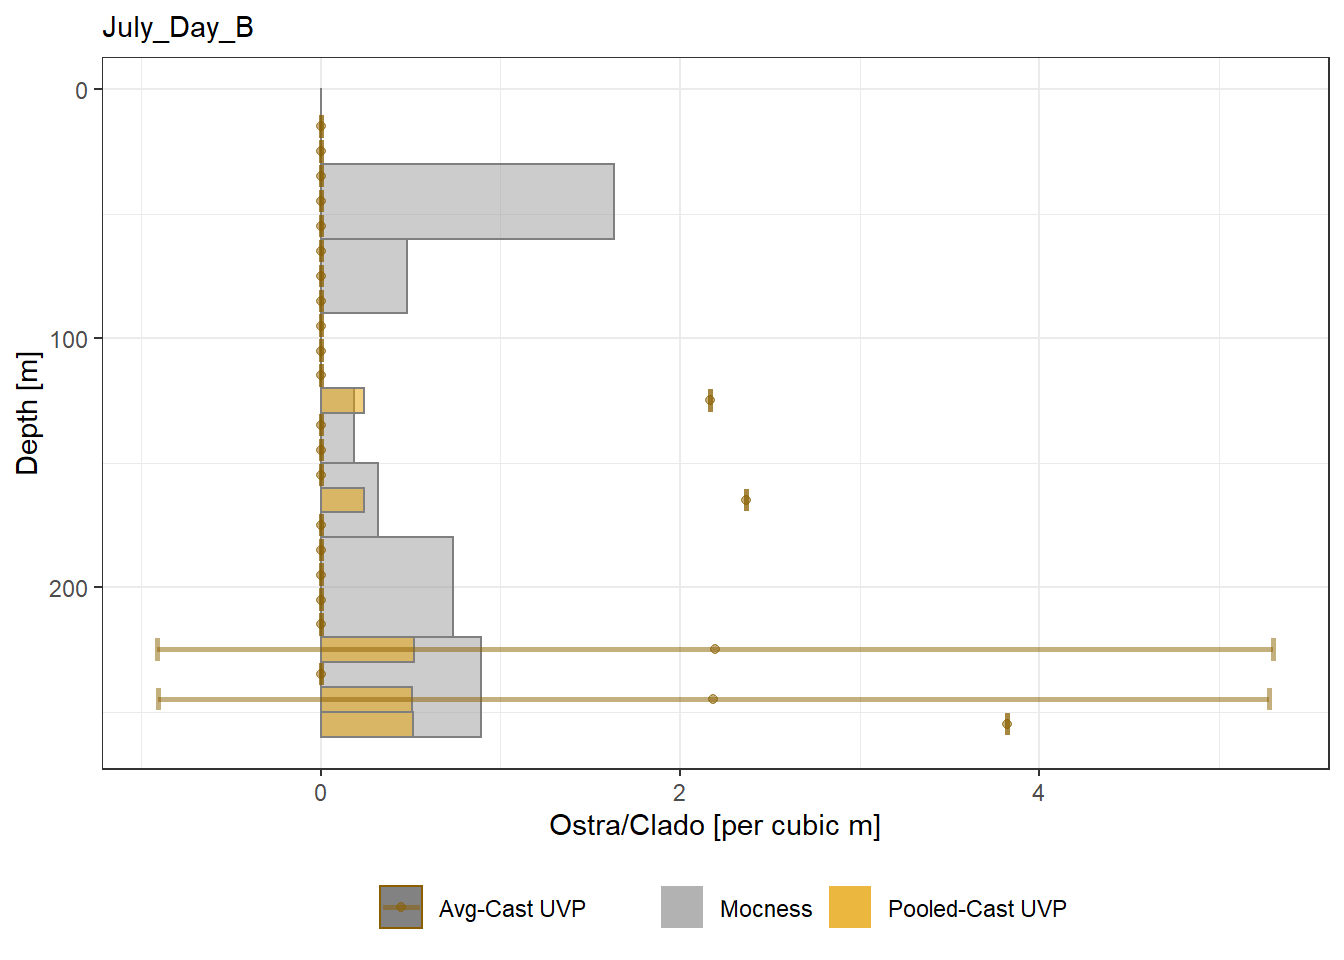 July_Day_B
0
100
200
Depth [m]
0 2 4
Ostra/Clado [per cubic m]
Avg-Cast UVP Mocness Pooled-Cast UVP